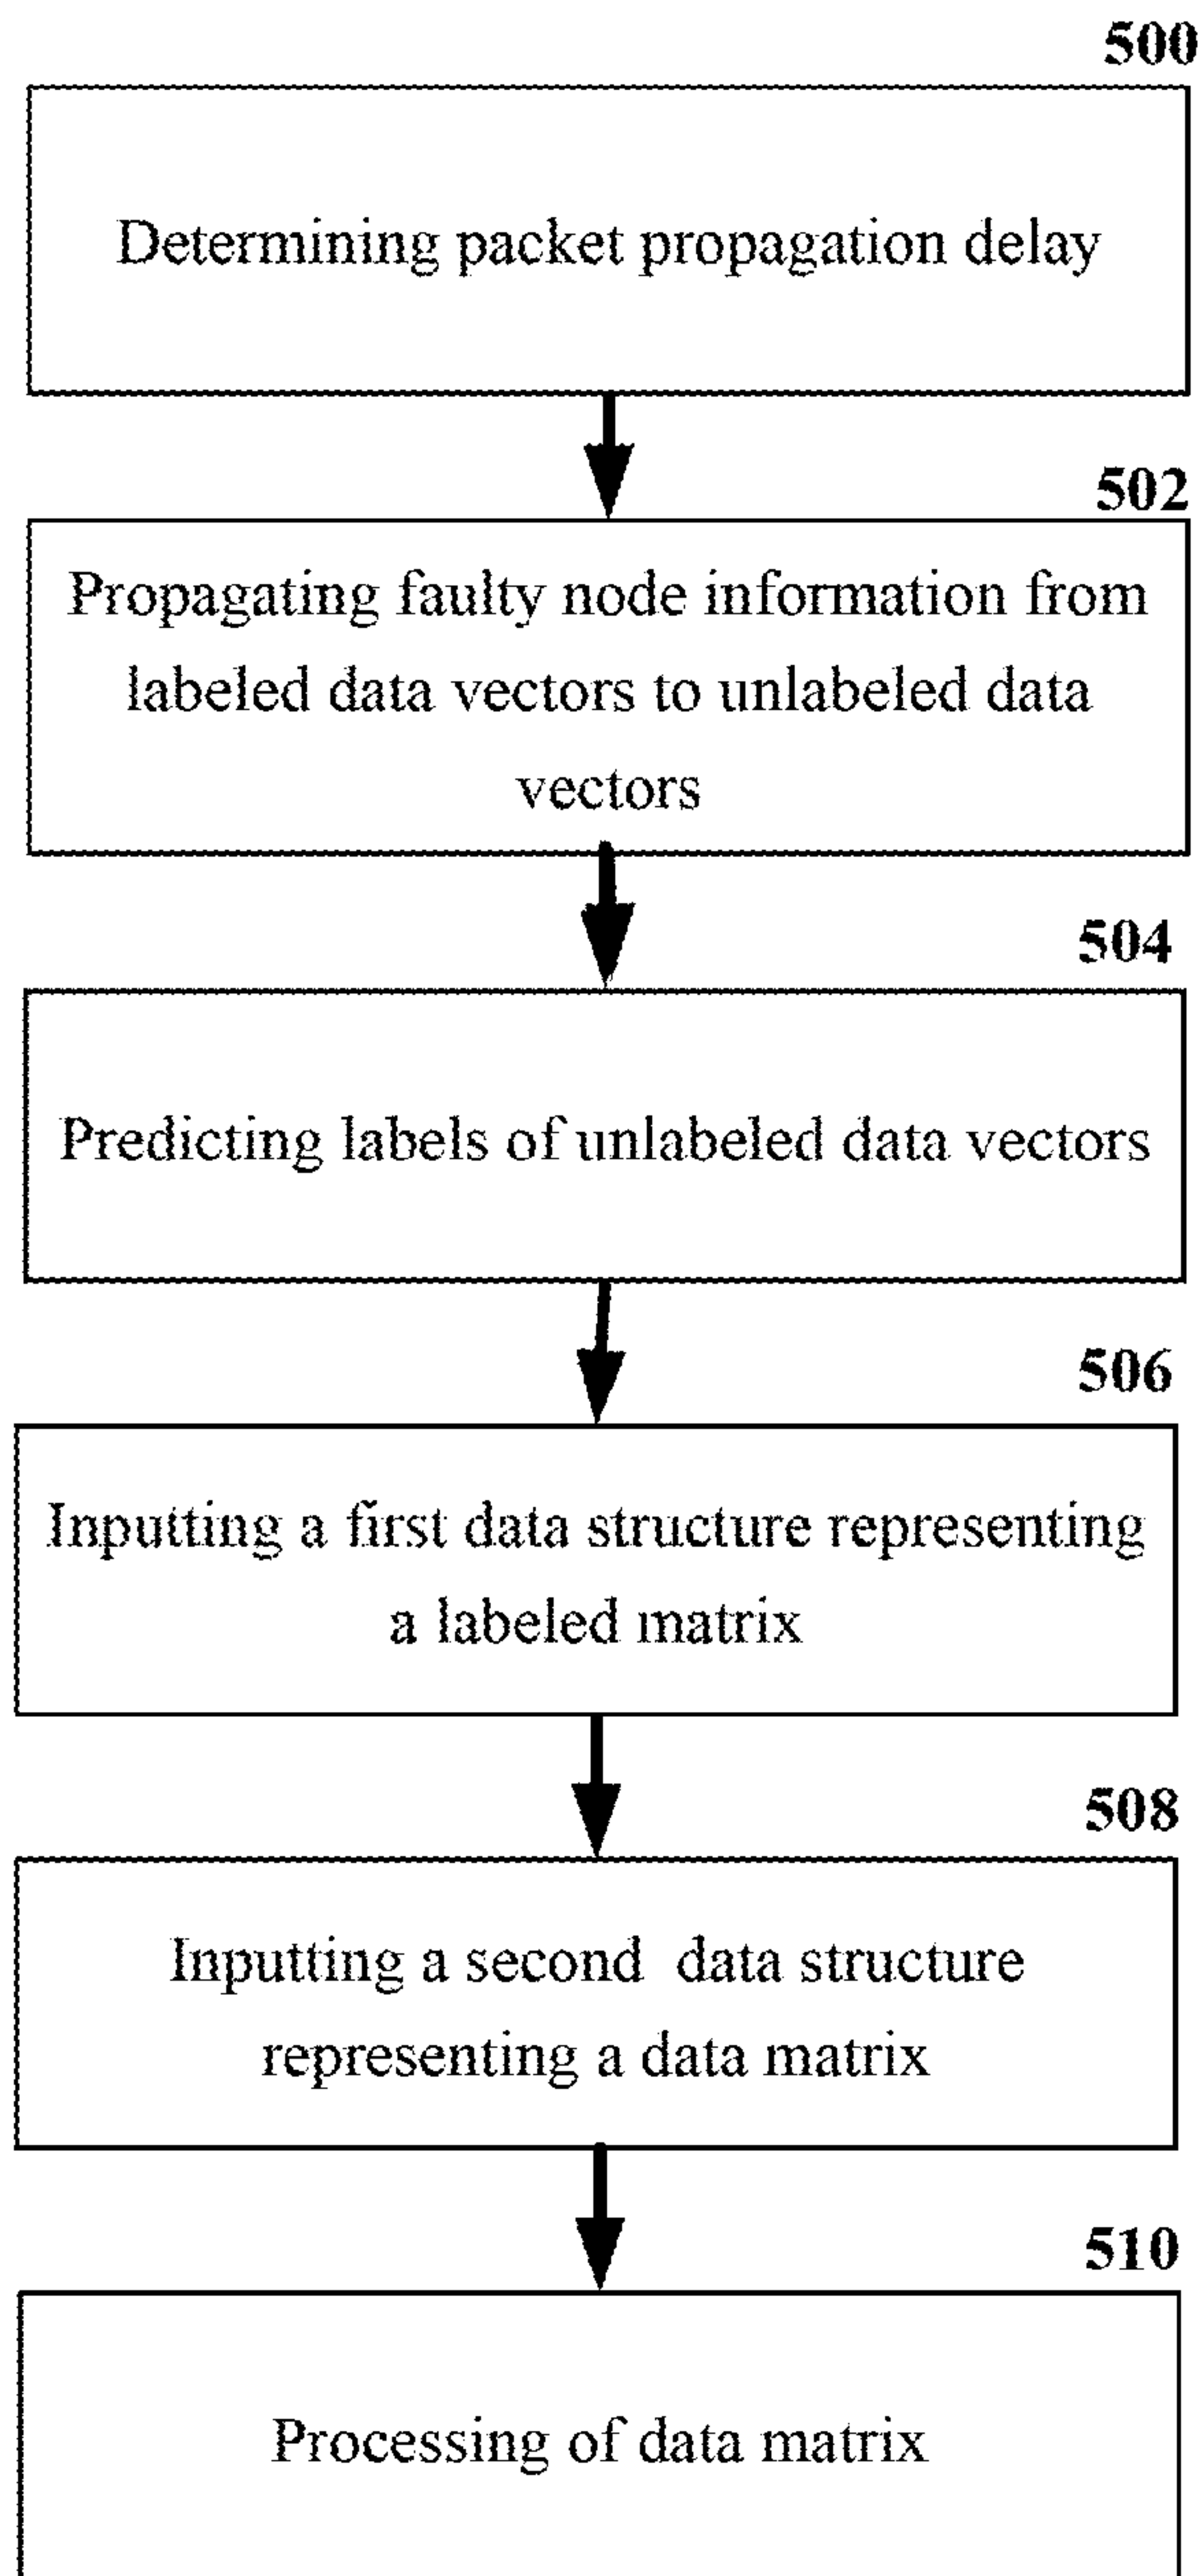 500
Determining packet propagation delay
502
Propagating faulty node information from
labeled data vectors to unlabeled data
vectors
504
Predicting labels of unlabeled data vectors
506
Inputting a first data structure representing
a labeled matrix
508
Inputting a second data structure
representing a data matrix
510
Processing of data matrix